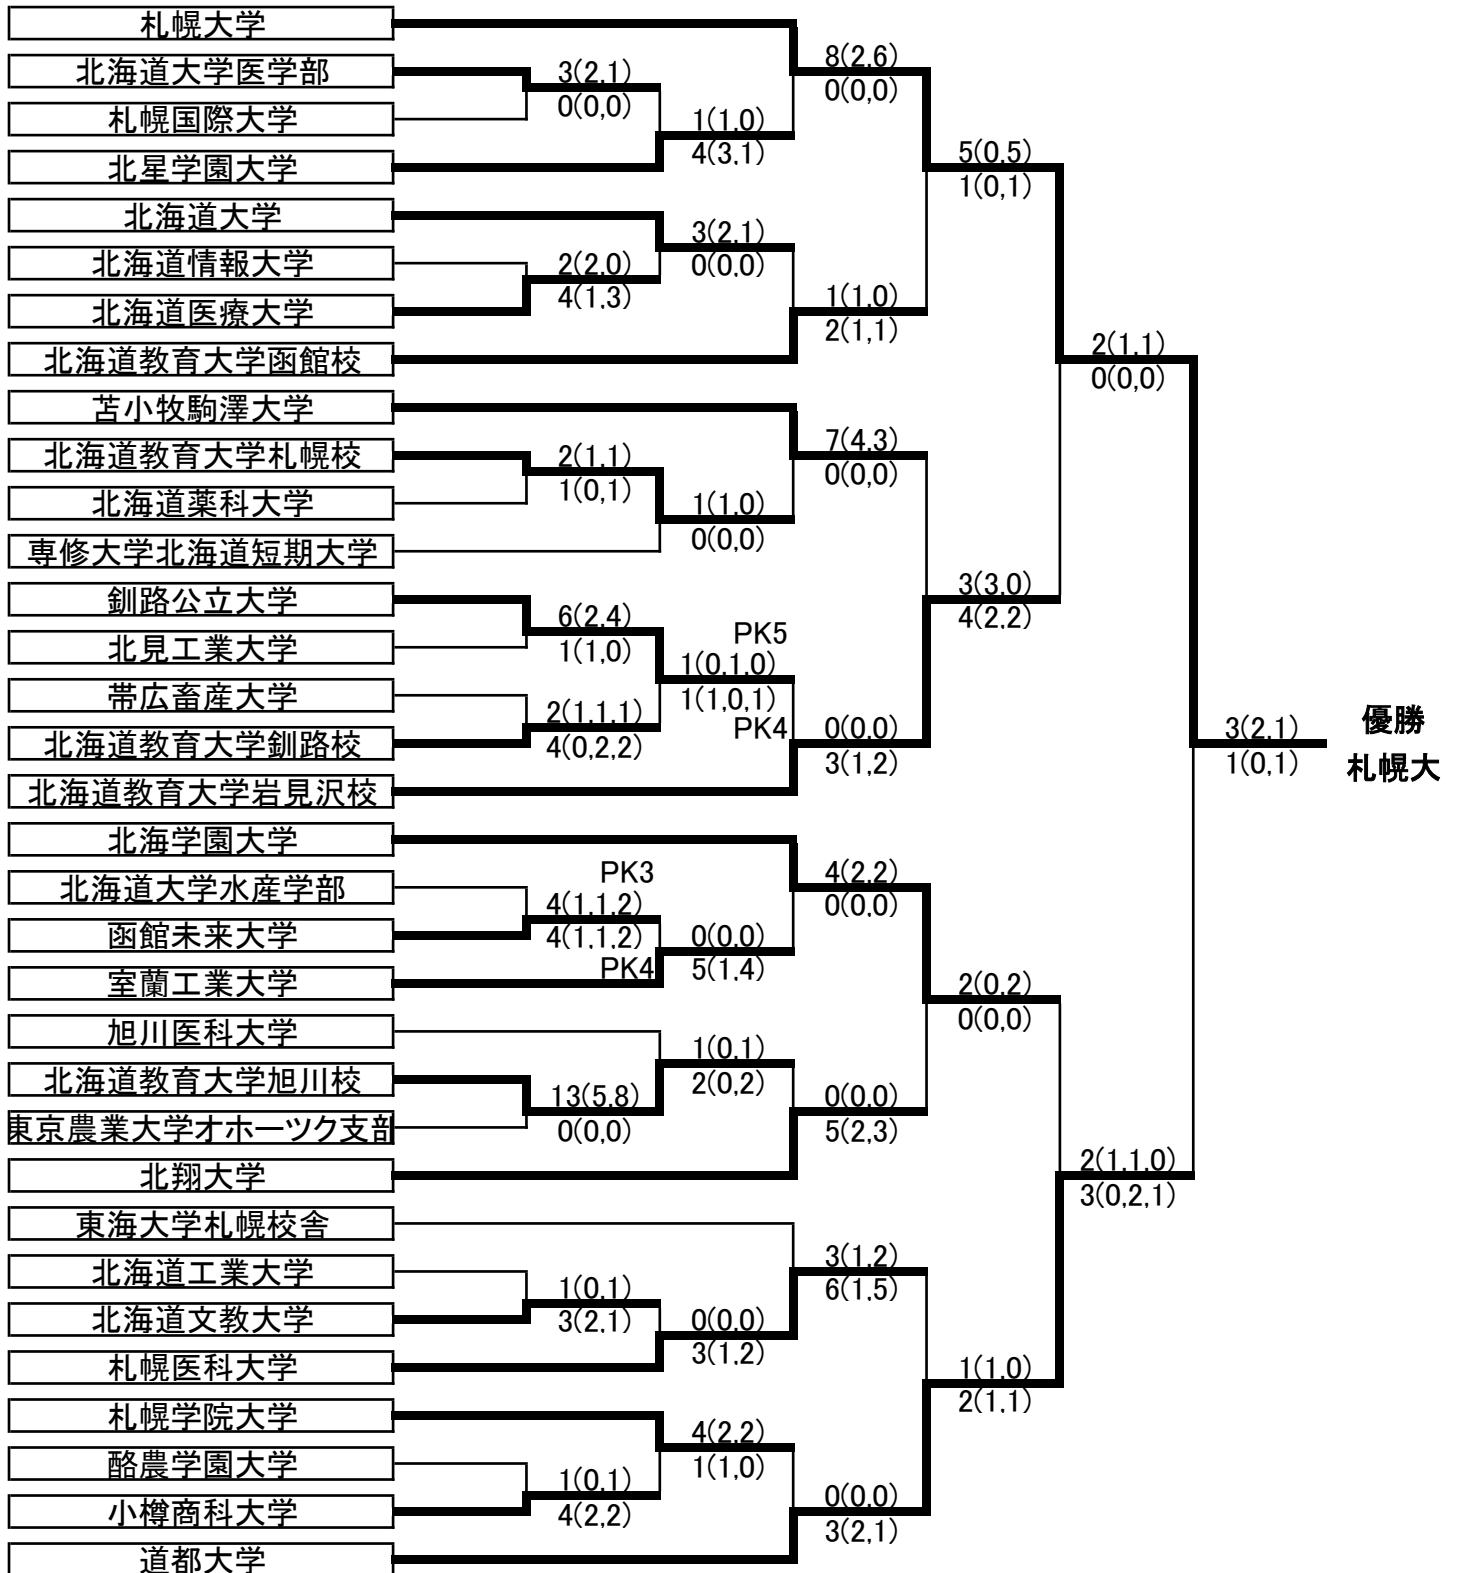 札幌大学
8(2,6)
北海道大学医学部
3(2,1)
0(0,0)
0(0,0)
札幌国際大学
1(1,0)
4(3,1)
北星学園大学
5(0,5)
1(0,1)
北海道大学
3(2,1)
北海道情報大学
2(2,0)
0(0,0)
北海道医療大学
4(1,3)
1(1,0)
2(1,1)
北海道教育大学函館校
2(1,1)
0(0,0)
苫小牧駒澤大学
7(4,3)
北海道教育大学札幌校
2(1,1)
0(0,0)
1(0,1)
北海道薬科大学
1(1,0)
0(0,0)
専修大学北海道短期大学
釧路公立大学
3(3,0)
6(2,4)
4(2,2)
北見工業大学
1(1,0)
PK5
1(0,1,0)
帯広畜産大学
1(1,0,1)
2(1,1,1)
PK4
北海道教育大学釧路校
4(0,2,2)
0(0,0)
3(1,2)
3(2,1)
1(0,1)
優勝
札幌大
北海道教育大学岩見沢校
北海学園大学
PK3
4(2,2)
北海道大学水産学部
4(1,1,2)
0(0,0)
函館未来大学
4(1,1,2)
0(0,0)
PK4
5(1,4)
室蘭工業大学
2(0,2)
0(0,0)
旭川医科大学
1(0,1)
北海道教育大学旭川校
2(0,2)
13(5,8)
0(0,0)
東京農業大学オホーツク支部
0(0,0)
5(2,3)
北翔大学
2(1,1,0)
3(0,2,1)
東海大学札幌校舎
3(1,2)
北海道工業大学
1(0,1)
6(1,5)
北海道文教大学
3(2,1)
0(0,0)
3(1,2)
札幌医科大学
1(1,0)
2(1,1)
札幌学院大学
4(2,2)
酪農学園大学
1(0,1)
1(1,0)
小樽商科大学
4(2,2)
0(0,0)
3(2,1)
道都大学